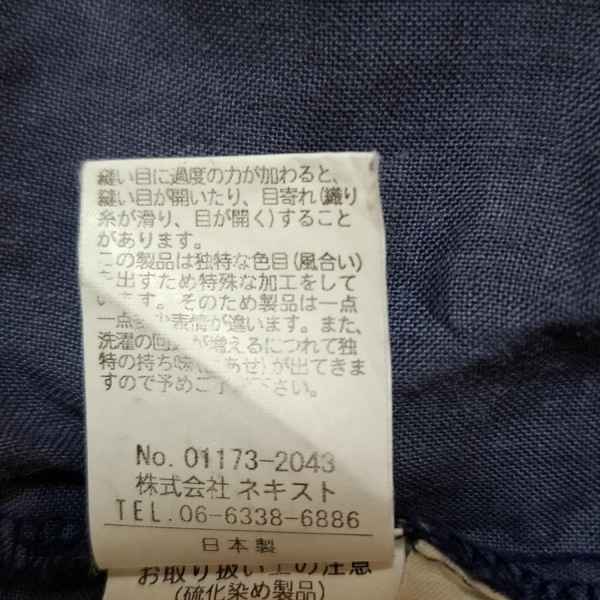 縫い目に過度の力が加わると、
縫い目が開いたり、目寄れ(織り
糸が滑り、目が開く)すること
があります。
この製品は独特な色目(風合い)
を出すため特殊な加工をして
います。そのため製品は一点
一点多少表情が違います。また、
洗濯の回数が増えるにつれて独
特の持ち味(色あせ)が出てきま
すので予めご了承下さい。
No. 01173-2043
株式会社 ネキスト
TEL. 06-6338-6886
日本製
お取り扱い上の注意
(硫化染め製品)